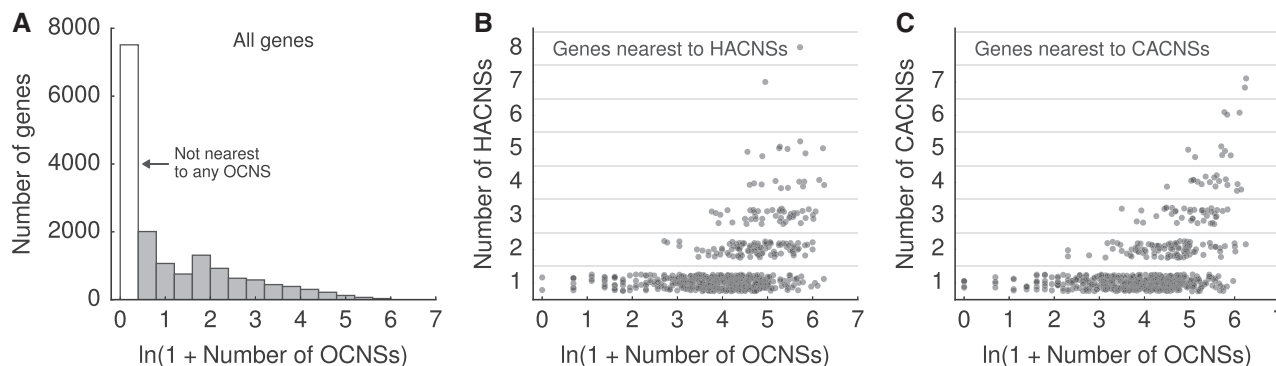 A
All genes
Number of genes
8000
6000
4000
2000
0
Not nearest
to any OCNS
0 1 2 3 4 5 6 7
ln(1 + Number of OCNSs)
B
Genes nearest to HACNSs
Number of HACNSs
8
7
6
5
4
3
2
1
0 1 2 3 4 5 6 7
ln(1 + Number of OCNSs)
C
Genes nearest to CACNSs
Number of CACNSs
7
6
5
4
3
2
1
0 1 2 3 4 5 6 7
ln(1 + Number of OCNSs)